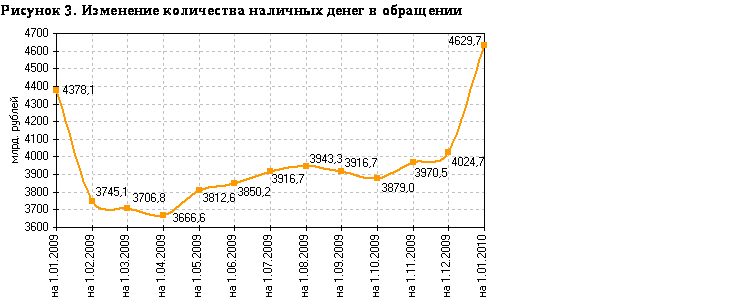 Рисунок 3. Изменение количества наличных денег в обращении
млрд. рублей
4700
4600
4500
4400
4300
4200
4100
4000
3900
3800
3700
3600
4378,1
3745,1
3706,8
3666,6
3812,6
3850,2
3916,7
3943,3
3916,7
3879,0
3970,5
4024,7
4629,7
на 1.01.2009
на 1.02.2009
на 1.03.2009
на 1.04.2009
на 1.05.2009
на 1.06.2009
на 1.07.2009
на 1.08.2009
на 1.09.2009
на 1.10.2009
на 1.11.2009
на 1.12.2009
на 1.01.2010